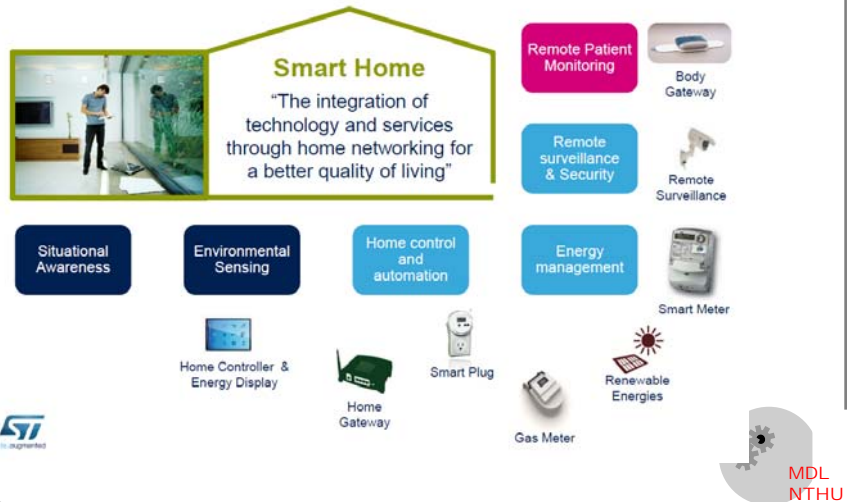 Smart Home
“The integration of
technology and services
through home networking for
a better quality of living”
Remote Patient
Monitoring
Body
Gateway
Remote
surveillance
& Security
Remote
Surveillance
Situational
Awareness
Environmental
Sensing
Home control
and
automation
Energy
management
Smart Meter
Home Controller &
Energy Display
Home
Gateway
Smart Plug
Renewable
Energies
Gas Meter
ST
augmented
MDL
NTHU